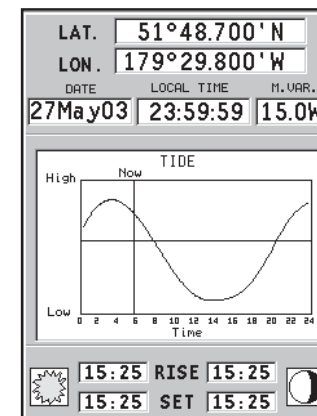 LAT. 51°48.700'N
LON. 179°29.800'W
DATE LOCAL TIME M.VAR.
27May03 23:59:59 15.0W
TIDE
High Now
Low
0 2 4 6 8 10 12 14 16 18 20 22 24
Time
15:25 RISE 15:25
15:25 SET 15:25